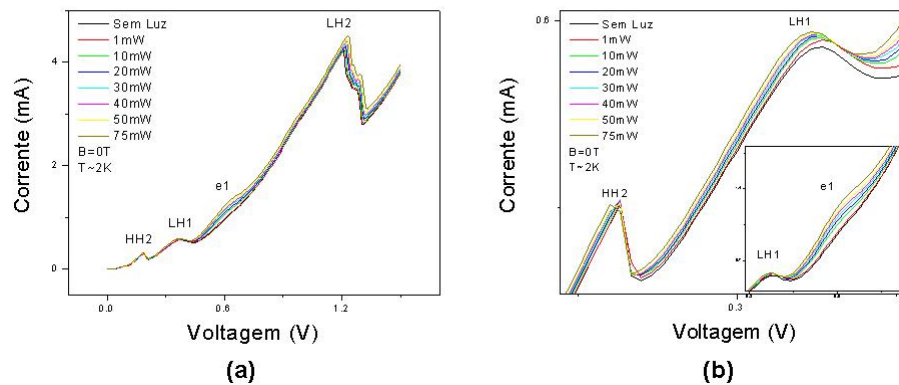 LH2
Sem Luz
1mW
10mW
20mW
30mW
40mW
50mW
75mW
B=0T
T~2K
4
2
0
Corrente (mA)
e1
LH1
HH2
0.0
0.6
1.2
Voltagem (V)
(a)
0.6
LH1
Sem Luz
1mW
10mW
20mW
30mW
40mW
50mW
75mW
B=0T
T~2K
Corrente (mA)
HH2
e1
LH1
0.3
Voltagem (V)
(b)